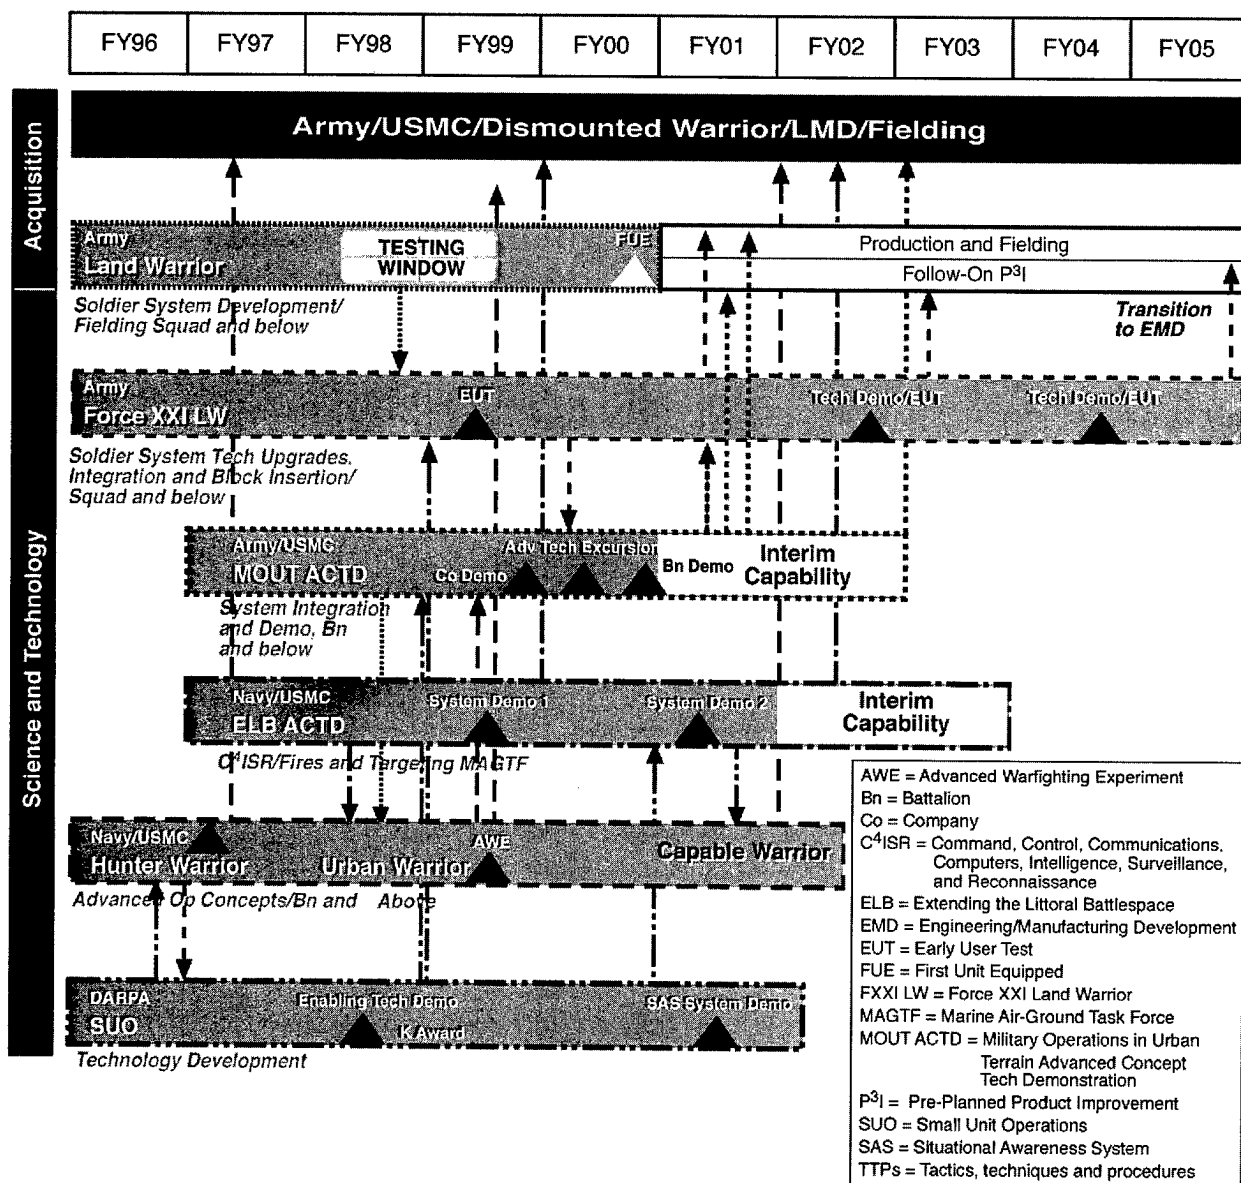 FY96 FY97 FY98 FY99 FY00 FY01 FY02 FY03 FY04 FY05
Acquisition
Army/USMC/Dismounted Warrior/LMD/Fielding
Army
Land Warrior
TESTING
WINDOW
FUE
Production and Fielding
Follow-On P³I
Soldier System Development/
Fielding Squad and below
Transition
to EMD
Science and Technology
Army
Force XXI LW
EUT
Tech Demo/EUT
Tech Demo/EUT
Soldier System Tech Upgrades.
Integration and Block Insertion/
Squad and below
Army/USMC
MOUT ACTD
Co Demo
Adv Tech Excursion
Bn Demo
Interim
Capability
System Integration
and Demo, Bn
and below
Navy/USMC
ELB ACTD
System Demo 1
System Demo 2
Interim
Capability
C⁴ISR/Fires and Targeting MAGTF
Navy/USMC
Hunter Warrior
Urban Warrior
AWE
Capable Warrior
Advanced Op Concepts/Bn and Above
DARPA
SUO
Enabling Tech Demo
K Award
SAS System Demo
Technology Development
AWE = Advanced Warfighting Experiment
Bn = Battalion
Co = Company
C⁴ISR = Command, Control, Communications.
Computers, Intelligence, Surveillance,
and Reconnaissance
ELB = Extending the Littoral Battlespace
EMD = Engineering/Manufacturing Development
EUT = Early User Test
FUE = First Unit Equipped
FXXI LW = Force XXI Land Warrior
MAGTF = Marine Air-Ground Task Force
MOUT ACTD = Military Operations in Urban
Terrain Advanced Concept
Tech Demonstration
P³I = Pre-Planned Product Improvement
SUO = Small Unit Operations
SAS = Situational Awareness System
TTPs = Tactics, techniques and procedures